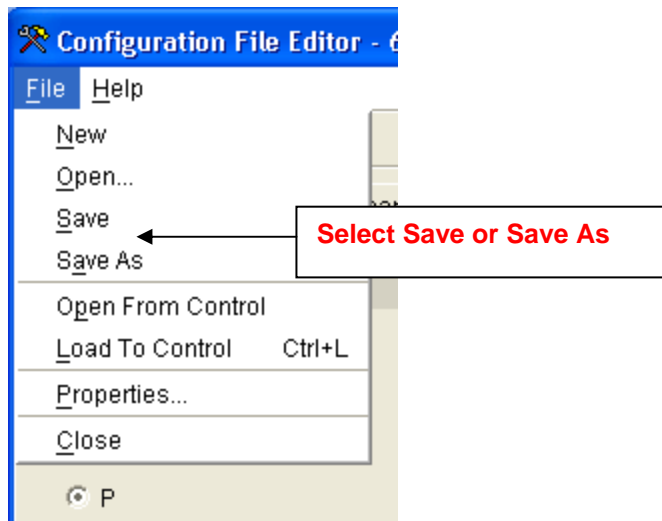 Configuration File Editor -
File Help
New
Open...
Save
Select Save or Save As
Save As
Open From Control
Load To Control Ctrl+L
Properties...
Close
P